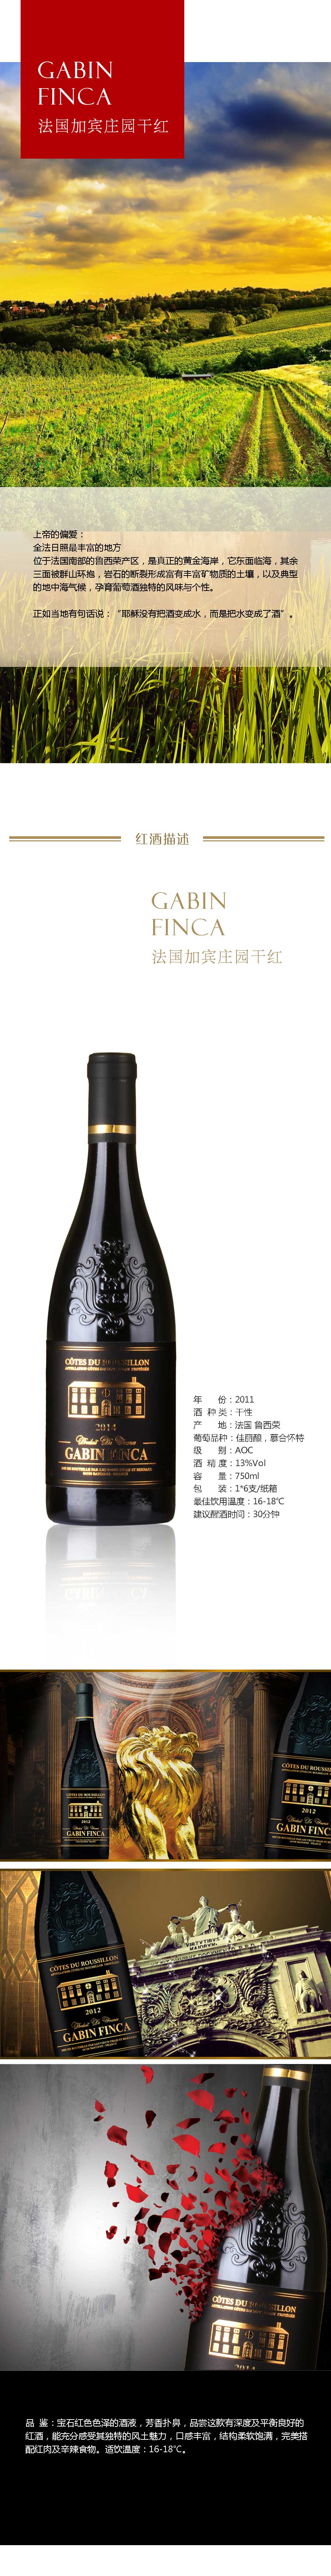 GABIN
FINCA
法国加宾庄园干红
上帝的偏爱：
全法日照最丰富的地方
位于法国南部的鲁西荣产区，是真正的黄金海岸，它东面临海，其余
三面被群山环抱，岩石的断裂形成富有丰富矿物质的土壤，以及典型
的地中海气候，孕育葡萄酒独特的风味与个性。
正如当地有句话说：“耶稣没有把酒变成水，而是把水变成了酒”。
红酒描述
GABIN
FINCA
法国加宾庄园干红
CÔTES DU ROUSSILLON
2014
GABIN FINCA
年 份：2011
酒 种 类：干性
产 地：法国 鲁西荣
葡萄品种：佳丽酿，慕合怀特
级 别：AOC
酒 精 度：13%Vol
容 量：750ml
包 装：1*6支/纸箱
最佳饮用温度：16-18℃
建议醒酒时间：30分钟
CÔTES DU ROUSSILLON
2012
GABIN FINCA
CÔTES DU ROUSSILLON
2012
GABIN FINCA
CÔTES DU ROUSSILLON
2012
GABIN FINCA
CÔTES DU ROUSSILLON
2014
品 鉴：宝石红色色泽的酒液，芳香扑鼻，品尝这款有深度及平衡良好的
红酒，能充分感受其独特的风土魅力，口感丰富，结构柔软饱满，完美搭
配红肉及辛辣食物。适饮温度：16-18℃。